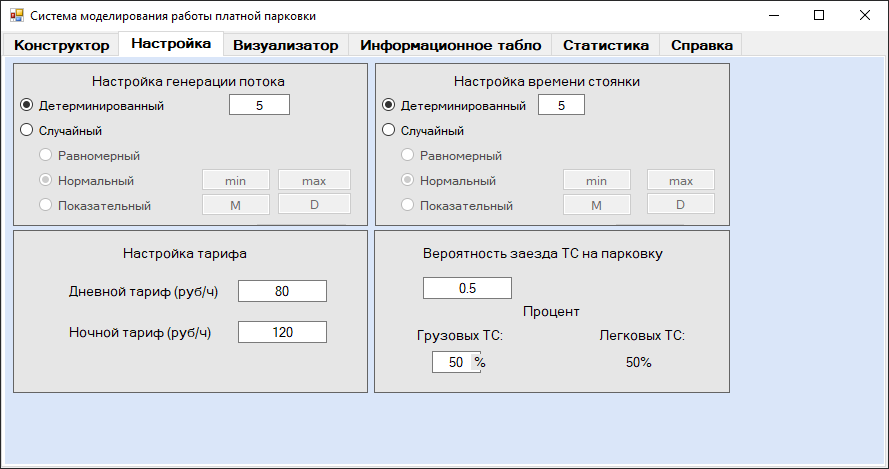 Система моделирования работы платной парковки
Конструктор Настройка Визуализатор Информационное табло Статистика Справка
Настройка генерации потока
Детерминированный 5
Случайный
Равномерный
Нормальный min max
Показательный M D
Настройка времени стоянки
Детерминированный 5
Случайный
Равномерный
Нормальный min max
Показательный M D
Настройка тарифа
Дневной тариф (руб/ч) 80
Ночной тариф (руб/ч) 120
Вероятность заезда ТС на парковку
0.5
Процент
Грузовых ТС: Легковых ТС:
50 % 50%